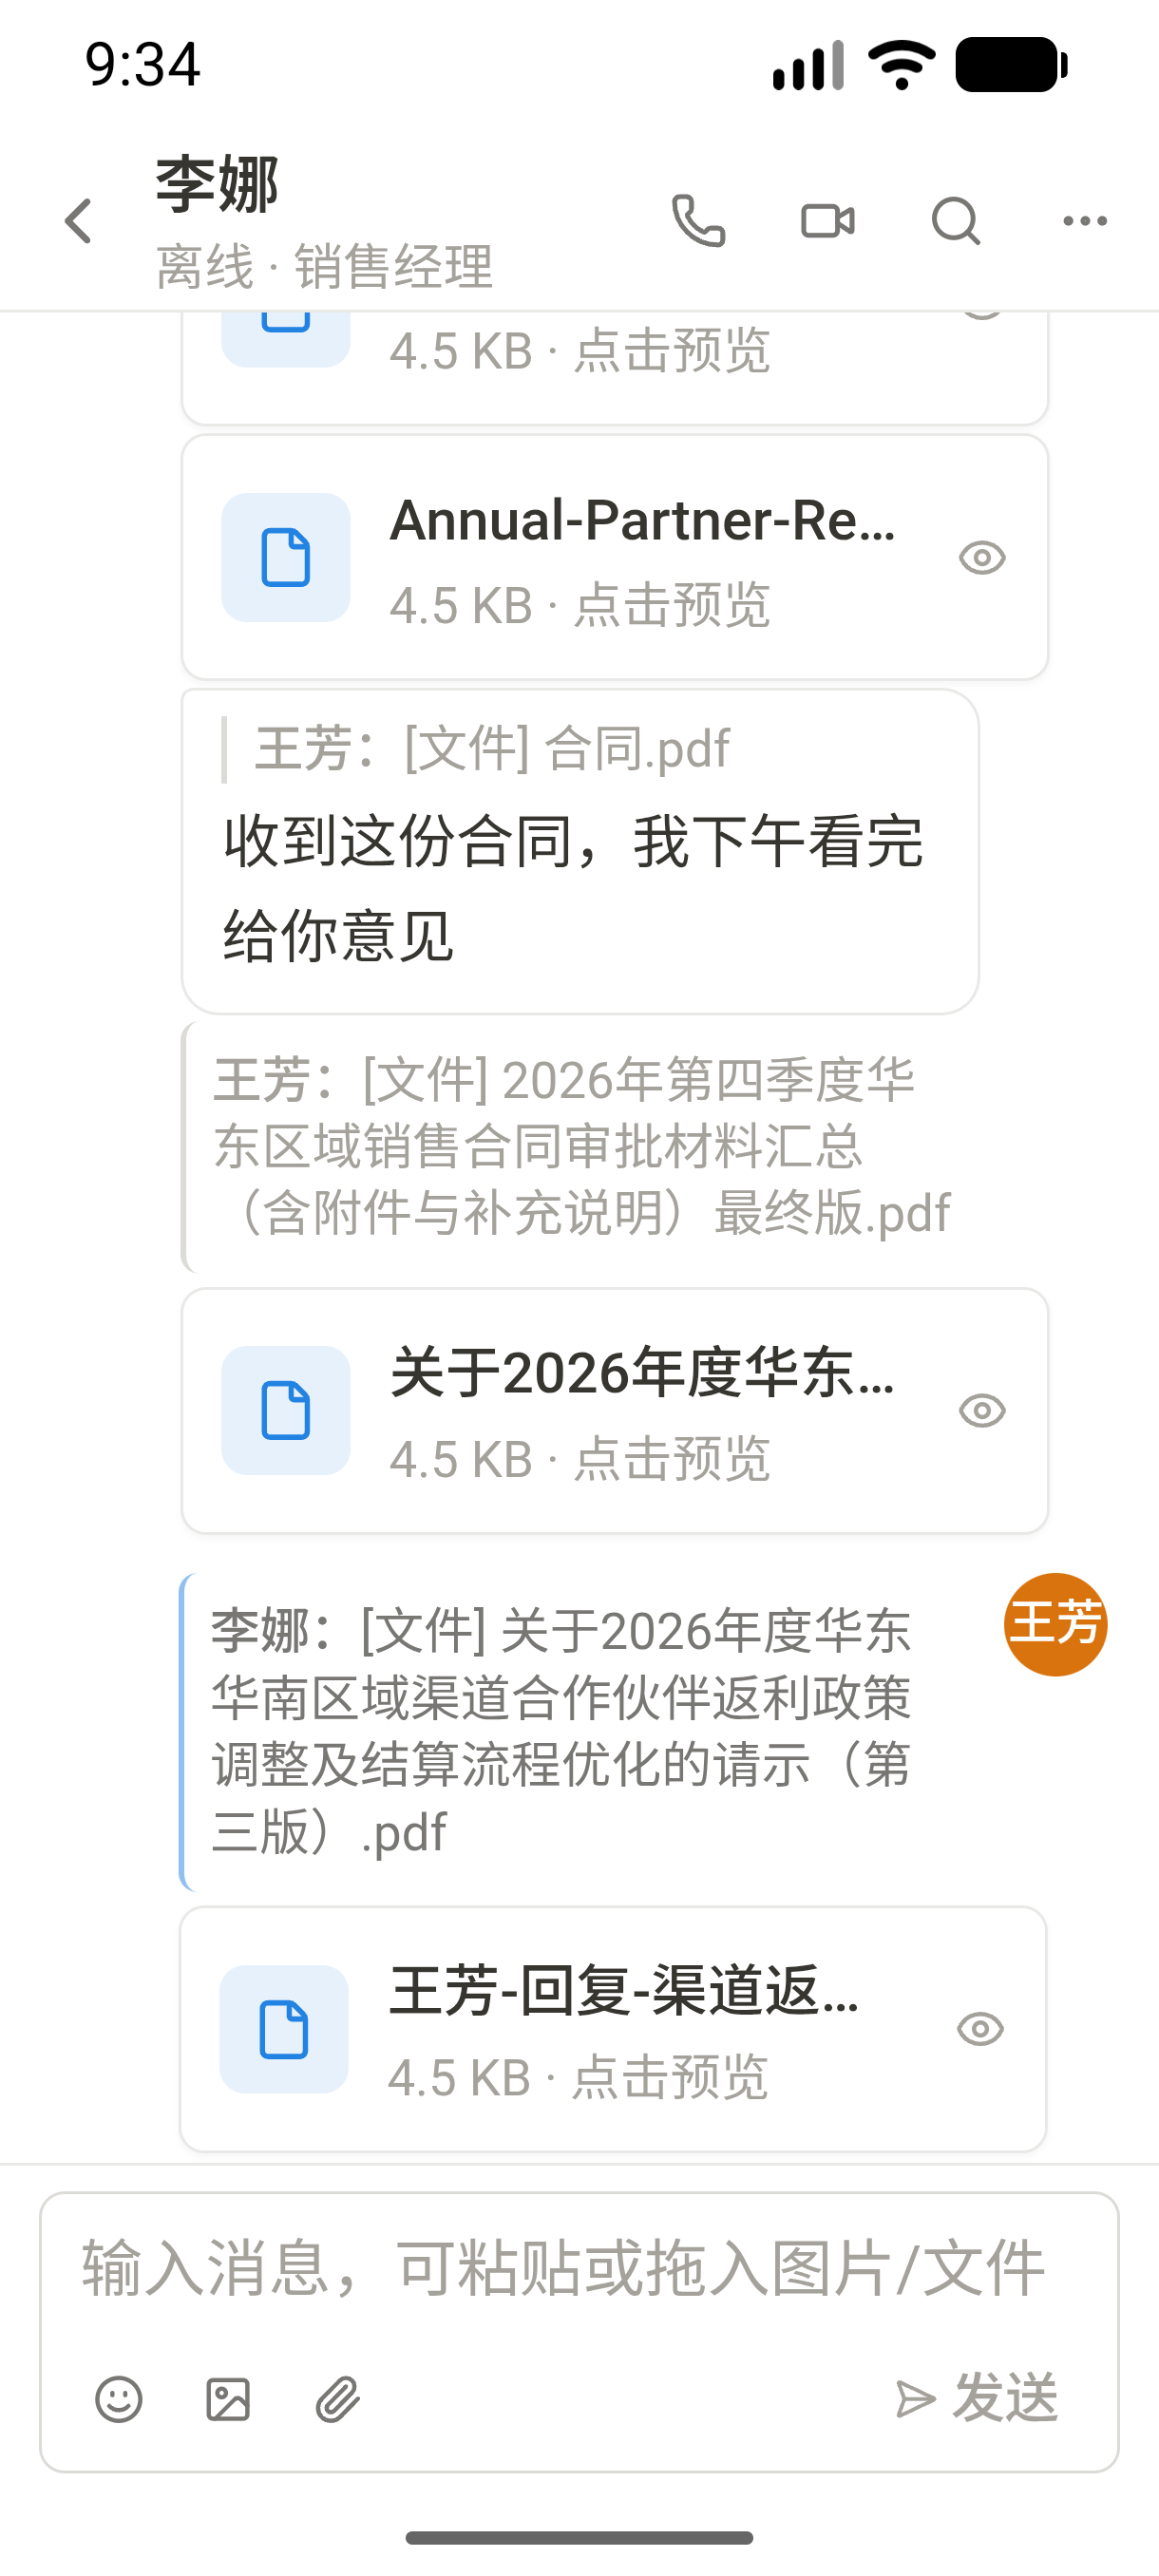 9:34
李娜
离线 · 销售经理
4.5 KB · 点击预览
Annual-Partner-Re...
4.5 KB · 点击预览
王芳：[文件] 合同.pdf
收到这份合同，我下午看完
给你意见
王芳：[文件] 2026年第四季度华
东区域销售合同审批材料汇总
（含附件与补充说明）最终版.pdf
关于2026年度华东...
4.5 KB · 点击预览
李娜：[文件] 关于2026年度华东
华南区域渠道合作伙伴返利政策
调整及结算流程优化的请示（第
三版）.pdf
王芳
王芳-回复-渠道返...
4.5 KB · 点击预览
输入消息，可粘贴或拖入图片/文件
发送